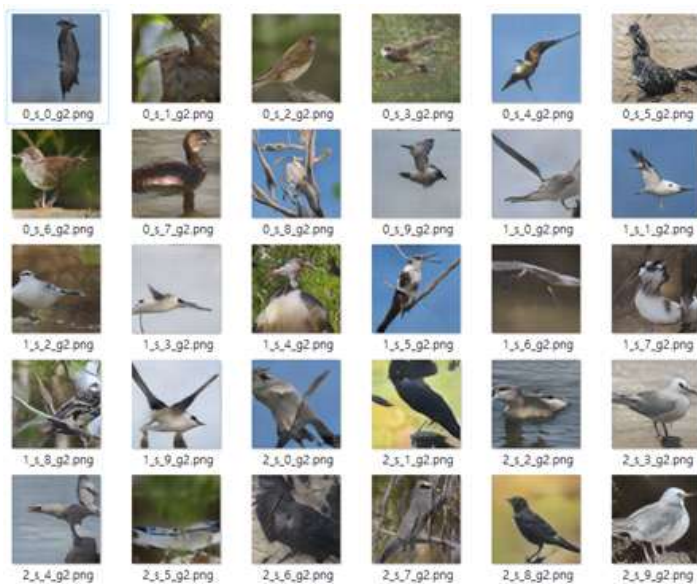 0_s_0_g2.png 0_s_1_g2.png 0_s_2_g2.png 0_s_3_g2.png 0_s_4_g2.png 0_s_5_g2.png
0_s_6_g2.png 0_s_7_g2.png 0_s_8_g2.png 0_s_9_g2.png 1_s_0_g2.png 1_s_1_g2.png
1_s_2_g2.png 1_s_3_g2.png 1_s_4_g2.png 1_s_5_g2.png 1_s_6_g2.png 1_s_7_g2.png
1_s_8_g2.png 1_s_9_g2.png 2_s_0_g2.png 2_s_1_g2.png 2_s_2_g2.png 2_s_3_g2.png
2_s_4_g2.png 2_s_5_g2.png 2_s_6_g2.png 2_s_7_g2.png 2_s_8_g2.png 2_s_9_g2.png